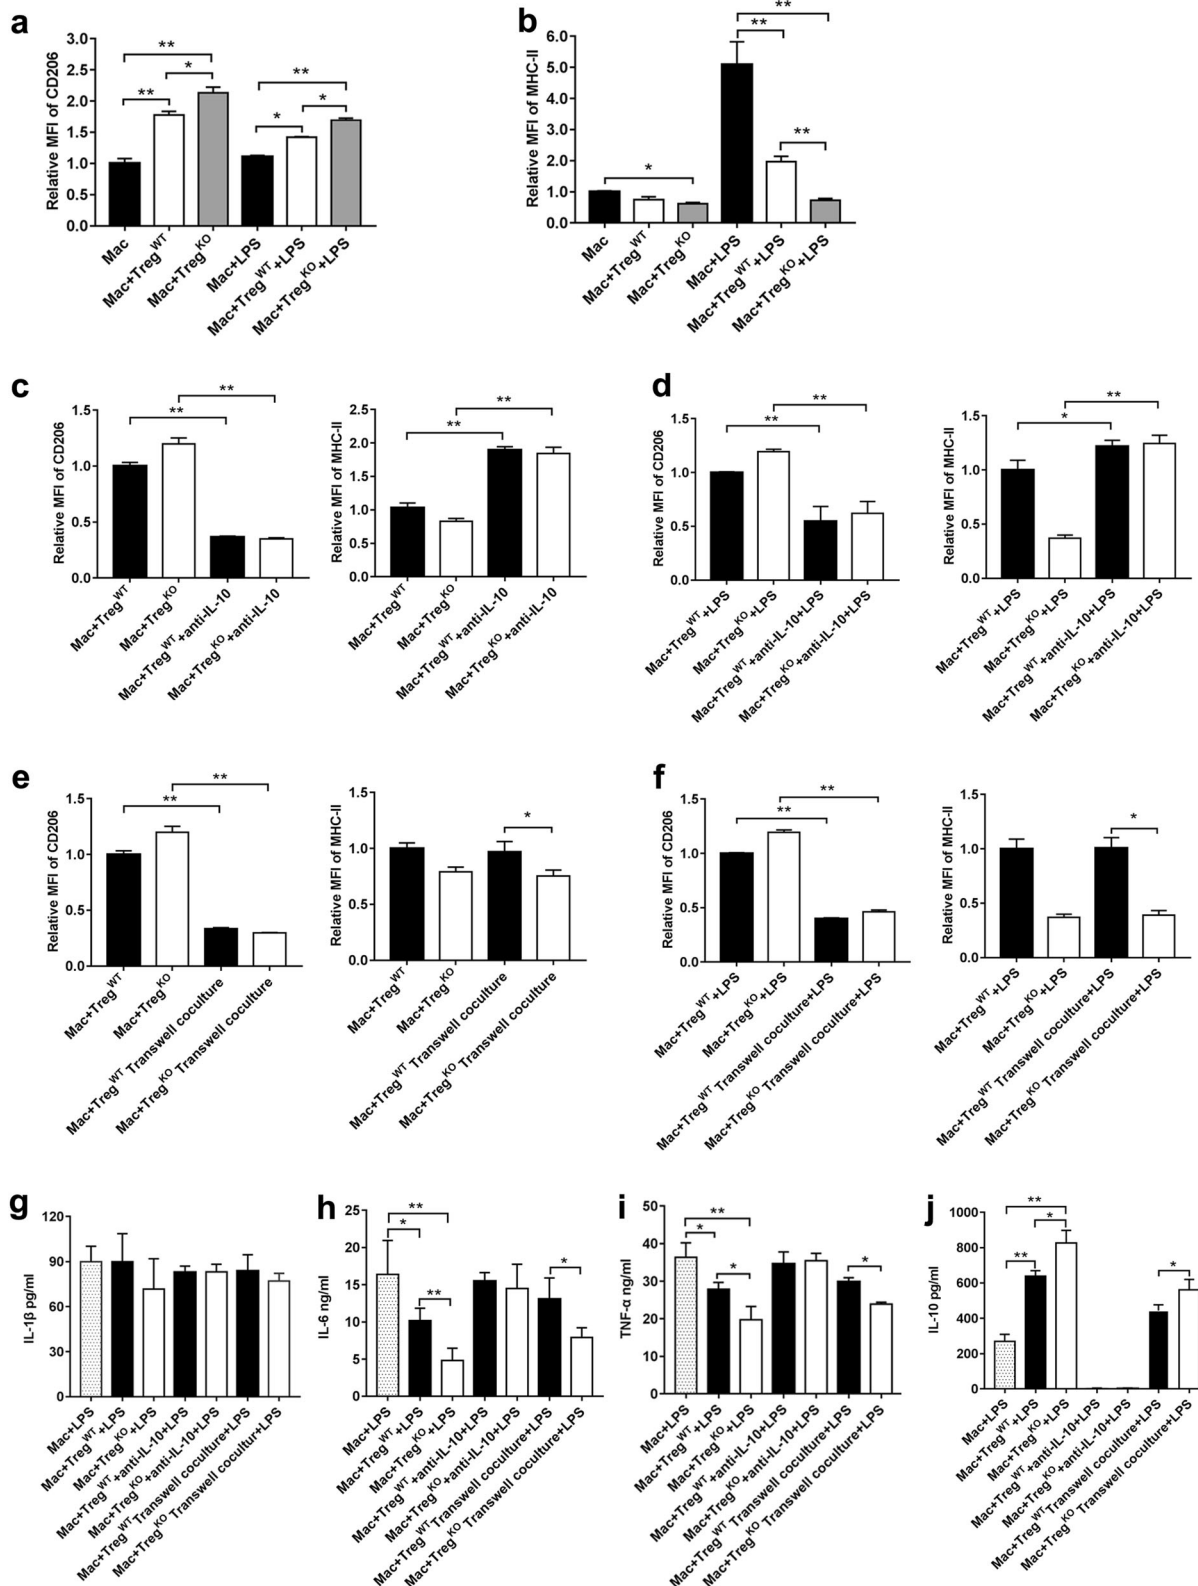 a
Relative MFI of CD206
3.0
2.5
2.0
1.5
1.0
0.5
0.0
**
*
**
**
*
*
Mac
Mac+Treg^WT
Mac+Treg^KO
Mac+LPS
Mac+Treg^WT+LPS
Mac+Treg^KO+LPS
b
Relative MFI of MHC-II
6.0
5.0
4.0
3.0
2.0
1.0
0.0
*
**
**
**
Mac
Mac+Treg^WT
Mac+Treg^KO
Mac+LPS
Mac+Treg^WT+LPS
Mac+Treg^KO+LPS
c
Relative MFI of CD206
1.5
1.0
0.5
0.0
**
**
Mac+Treg^WT
Mac+Treg^KO
Mac+Treg^WT+anti-IL-10
Mac+Treg^KO+anti-IL-10
Relative MFI of MHC-II
2.5
2.0
1.5
1.0
0.5
0.0
**
**
Mac+Treg^WT
Mac+Treg^KO
Mac+Treg^WT+anti-IL-10
Mac+Treg^KO+anti-IL-10
d
Relative MFI of CD206
1.5
1.0
0.5
0.0
**
**
Mac+Treg^WT+LPS
Mac+Treg^KO+LPS
Mac+Treg^WT+anti-IL-10+LPS
Mac+Treg^KO+anti-IL-10+LPS
Relative MFI of MHC-II
1.5
1.0
0.5
0.0
*
**
Mac+Treg^WT+LPS
Mac+Treg^KO+LPS
Mac+Treg^WT+anti-IL-10+LPS
Mac+Treg^KO+anti-IL-10+LPS
e
Relative MFI of CD206
1.5
1.0
0.5
0.0
**
**
Mac+Treg^WT
Mac+Treg^KO
Mac+Treg^WT Transwell coculture
Mac+Treg^KO Transwell coculture
Relative MFI of MHC-II
1.5
1.0
0.5
0.0
*
Mac+Treg^WT
Mac+Treg^KO
Mac+Treg^WT Transwell coculture
Mac+Treg^KO Transwell coculture
f
Relative MFI of CD206
1.5
1.0
0.5
0.0
**
**
Mac+Treg^WT+LPS
Mac+Treg^KO+LPS
Mac+Treg^WT Transwell coculture+LPS
Mac+Treg^KO Transwell coculture+LPS
Relative MFI of MHC-II
1.5
1.0
0.5
0.0
*
Mac+Treg^WT+LPS
Mac+Treg^KO+LPS
Mac+Treg^WT Transwell coculture+LPS
Mac+Treg^KO Transwell coculture+LPS
g
IL-1β pg/ml
120
90
60
30
0
Mac+LPS
Mac+Treg^WT+LPS
Mac+Treg^KO+LPS
Mac+Treg^WT+anti-IL-10+LPS
Mac+Treg^KO+anti-IL-10+LPS
Mac+Treg^WT Transwell coculture+LPS
Mac+Treg^KO Transwell coculture+LPS
h
IL-6 ng/ml
25
20
15
10
5
0
**
*
**
*
Mac+LPS
Mac+Treg^WT+LPS
Mac+Treg^KO+LPS
Mac+Treg^WT+anti-IL-10+LPS
Mac+Treg^KO+anti-IL-10+LPS
Mac+Treg^WT Transwell coculture+LPS
Mac+Treg^KO Transwell coculture+LPS
i
TNF-α ng/ml
50
40
30
20
10
0
**
*
*
*
Mac+LPS
Mac+Treg^WT+LPS
Mac+Treg^KO+LPS
Mac+Treg^WT+anti-IL-10+LPS
Mac+Treg^KO+anti-IL-10+LPS
Mac+Treg^WT Transwell coculture+LPS
Mac+Treg^KO Transwell coculture+LPS
j
IL-10 pg/ml
1000
800
600
400
200
0
**
*
**
*
Mac+LPS
Mac+Treg^WT+LPS
Mac+Treg^KO+LPS
Mac+Treg^WT+anti-IL-10+LPS
Mac+Treg^KO+anti-IL-10+LPS
Mac+Treg^WT Transwell coculture+LPS
Mac+Treg^KO Transwell coculture+LPS